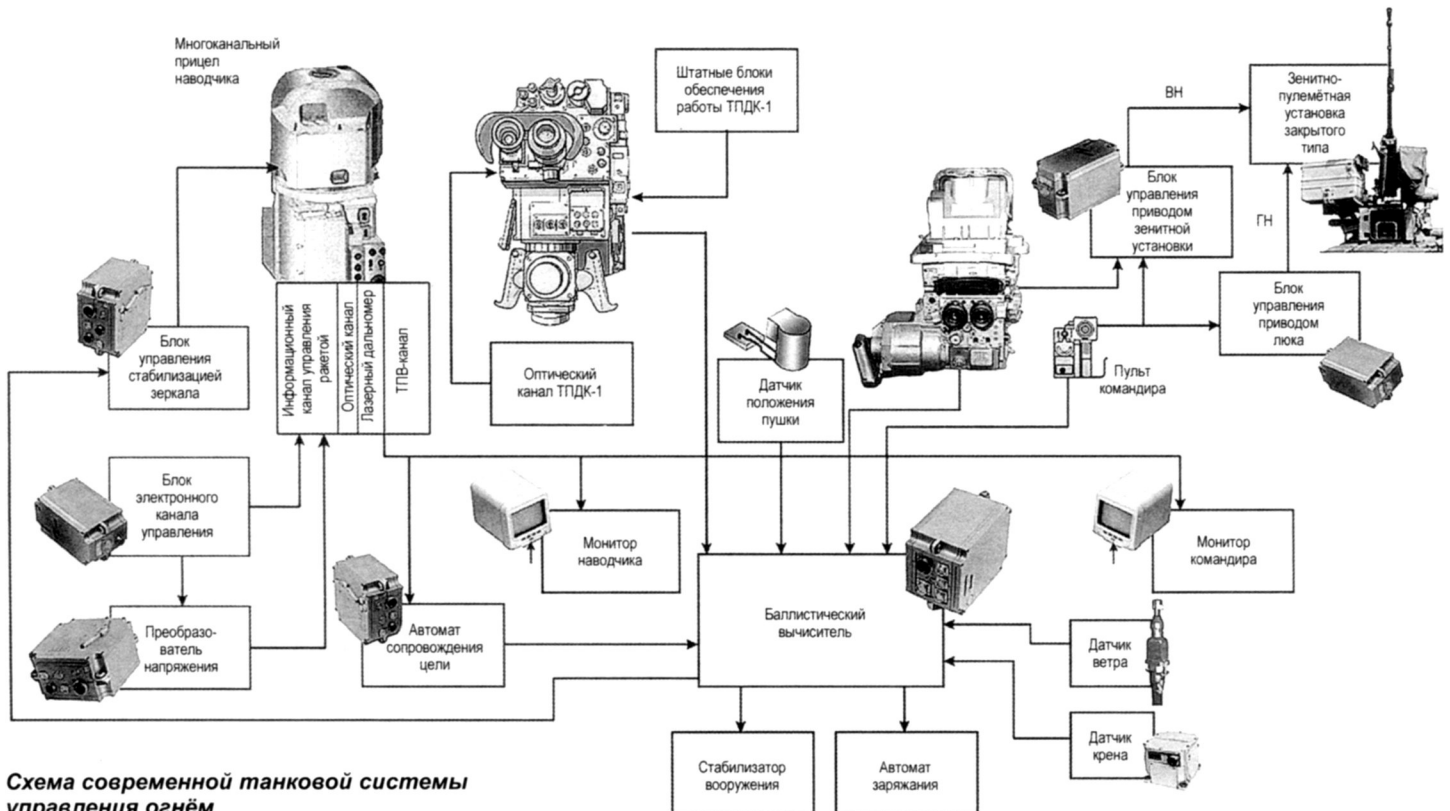 Многоканальный
прицел
наводчика
Штатные блоки
обеспечения
работы ТПДК-1
ВН
Зенитно-
пулемётная
установка
закрытого
типа
Блок
управления
приводом
зенитной
установки
ГН
Блок
управления
приводом
люка
Блок
управления
стабилизацией
зеркала
Информационный
канал управления
ракетой
Оптический канал
Лазерный дальномер
ТПВ-канал
Оптический
канал ТПДК-1
Датчик
положения
пушки
Пульт
командира
Блок
электронного
канала
управления
Монитор
наводчика
Монитор
командира
Преобразо-
ватель
напряжения
Автомат
сопровождения
цели
Баллистический
вычиситель
Датчик
ветра
Датчик
крена
Стабилизатор
вооружения
Автомат
заряжания
Схема современной танковой системы
управления огнём